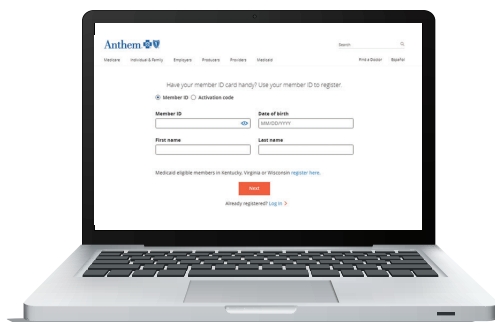 Anthem
Search
Medicare Individual & Family Employers Producers Providers Medicaid Find a Doctor Español
Have your member ID card handy? Use your member ID to register.
Member ID Activation code
Member ID Date of birth
MM/DD/YYYY
First name Last name
Medicaid eligible members in Kentucky, Virginia or Wisconsin register here.
Next
Already registered? Log in >